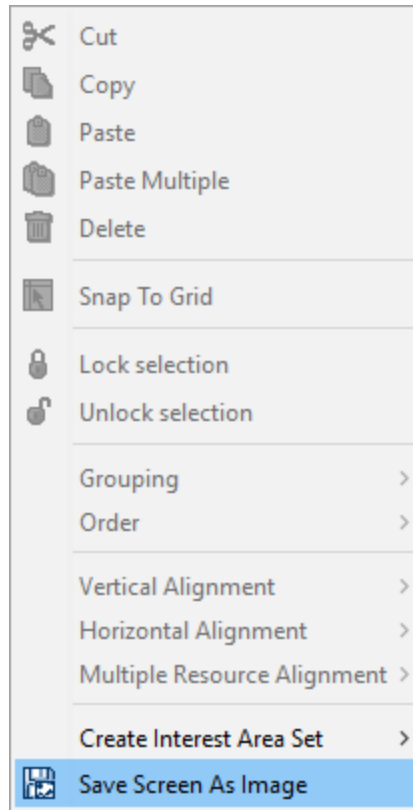 Cut
Copy
Paste
Paste Multiple
Delete
Snap To Grid
Lock selection
Unlock selection
Grouping
Order
Vertical Alignment
Horizontal Alignment
Multiple Resource Alignment
Create Interest Area Set
Save Screen As Image